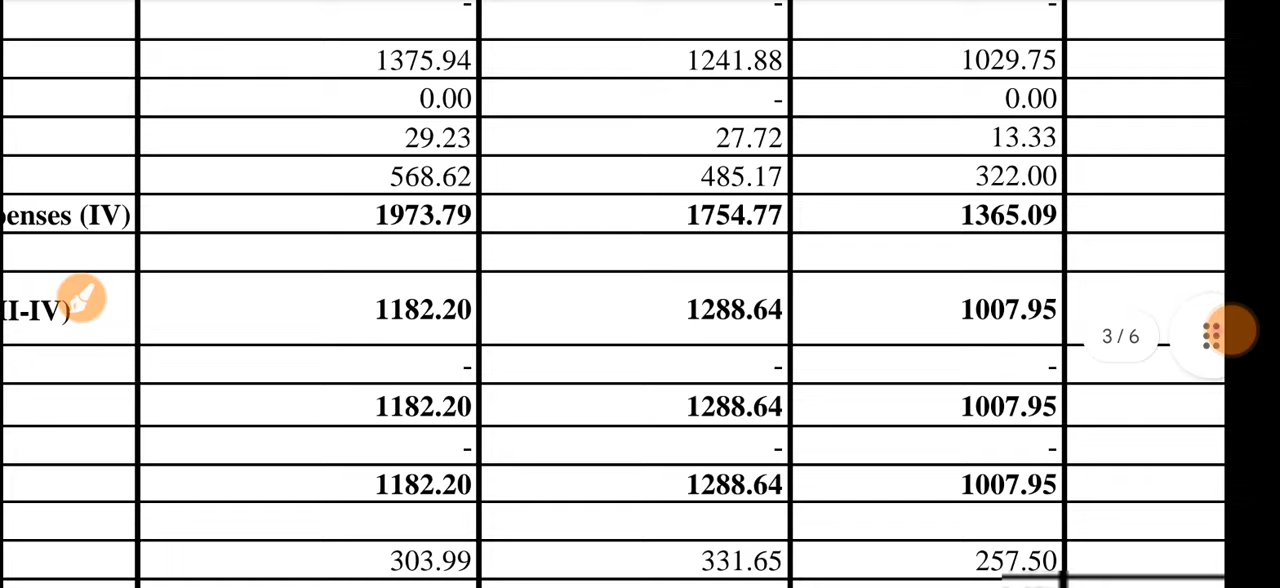 - - -
1375.94 1241.88 1029.75
0.00 - 0.00
29.23 27.72 13.33
568.62 485.17 322.00
(IV) 1973.79 1754.77 1365.09
1182.20 1288.64 1007.95
3 / 6
- - -
1182.20 1288.64 1007.95
- - -
1182.20 1288.64 1007.95
303.99 331.65 257.50